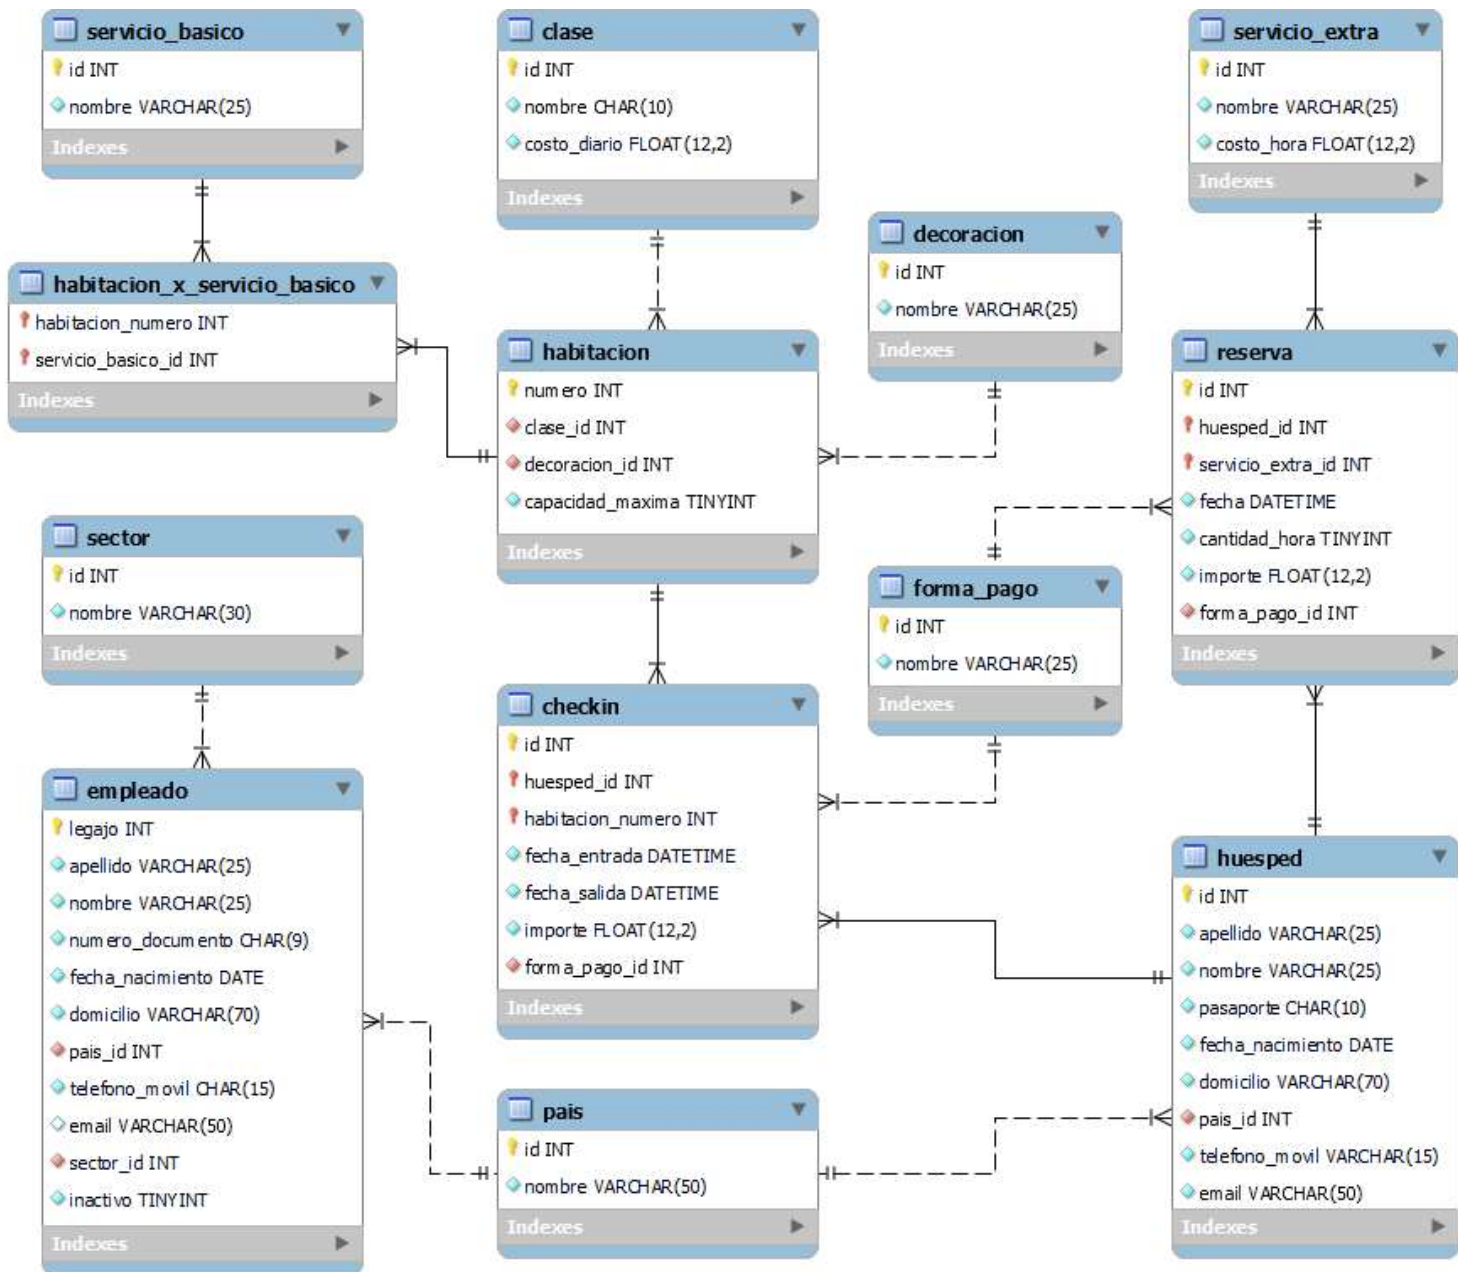 servicio_basico
id INT
nombre VARCHAR(25)
Indexes
clase
id INT
nombre CHAR(10)
costo_diario FLOAT(12,2)
Indexes
servicio_extra
id INT
nombre VARCHAR(25)
costo_hora FLOAT(12,2)
Indexes
decoracion
id INT
nombre VARCHAR(25)
Indexes
habitacion_x_servicio_basico
habitacion_numero INT
servicio_basico_id INT
Indexes
habitacion
numero INT
clase_id INT
decoracion_id INT
capacidad_maxima TINYINT
Indexes
reserva
id INT
huesped_id INT
servicio_extra_id INT
fecha DATETIME
cantidad_hora TINYINT
importe FLOAT(12,2)
forma_pago_id INT
Indexes
sector
id INT
nombre VARCHAR(30)
Indexes
forma_pago
id INT
nombre VARCHAR(25)
Indexes
checkin
id INT
huesped_id INT
habitacion_numero INT
fecha_entrada DATETIME
fecha_salida DATETIME
importe FLOAT(12,2)
forma_pago_id INT
Indexes
empleado
legajo INT
apellido VARCHAR(25)
nombre VARCHAR(25)
numero_documento CHAR(9)
fecha_nacimiento DATE
domicilio VARCHAR(70)
pais_id INT
telefono_movil CHAR(15)
email VARCHAR(50)
sector_id INT
inactivo TINYINT
Indexes
huesped
id INT
apellido VARCHAR(25)
nombre VARCHAR(25)
pasaporte CHAR(10)
fecha_nacimiento DATE
domicilio VARCHAR(70)
pais_id INT
telefono_movil VARCHAR(15)
email VARCHAR(50)
Indexes
pais
id INT
nombre VARCHAR(50)
Indexes